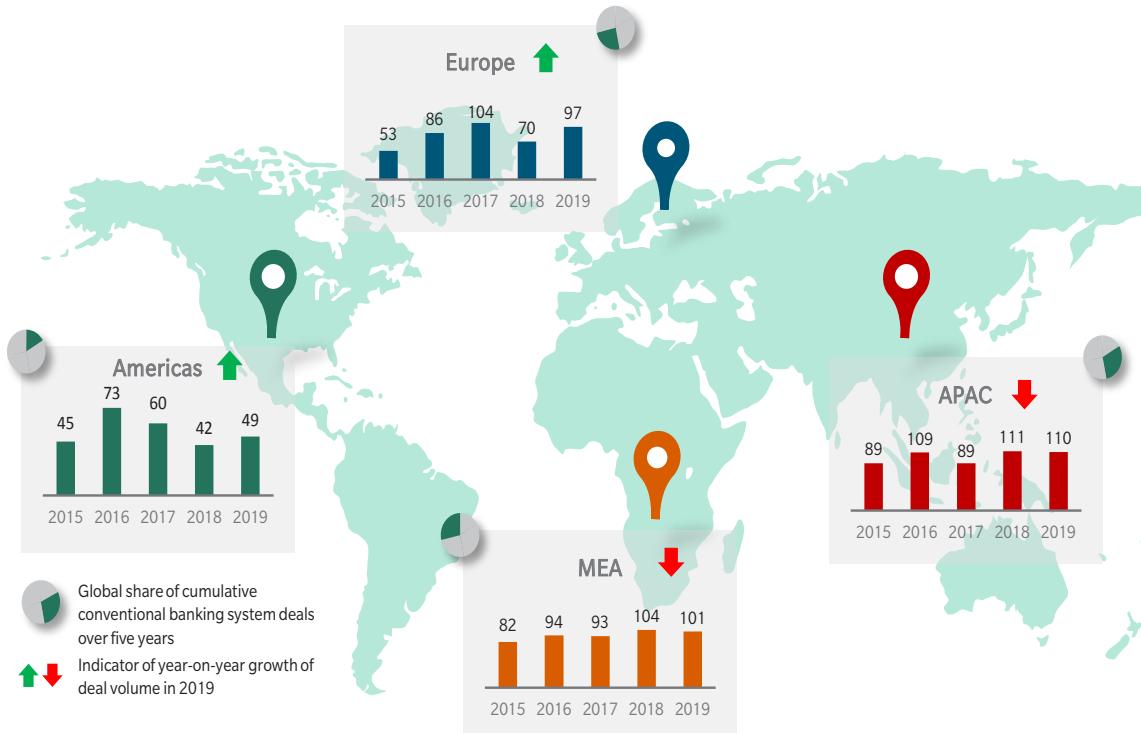 Europe
53 86 104 70 97
2015 2016 2017 2018 2019
Americas
45 73 60 42 49
2015 2016 2017 2018 2019
APAC
89 109 89 111 110
2015 2016 2017 2018 2019
MEA
82 94 93 104 101
2015 2016 2017 2018 2019
Global share of cumulative
conventional banking system deals
over five years
Indicator of year-on-year growth of
deal volume in 2019